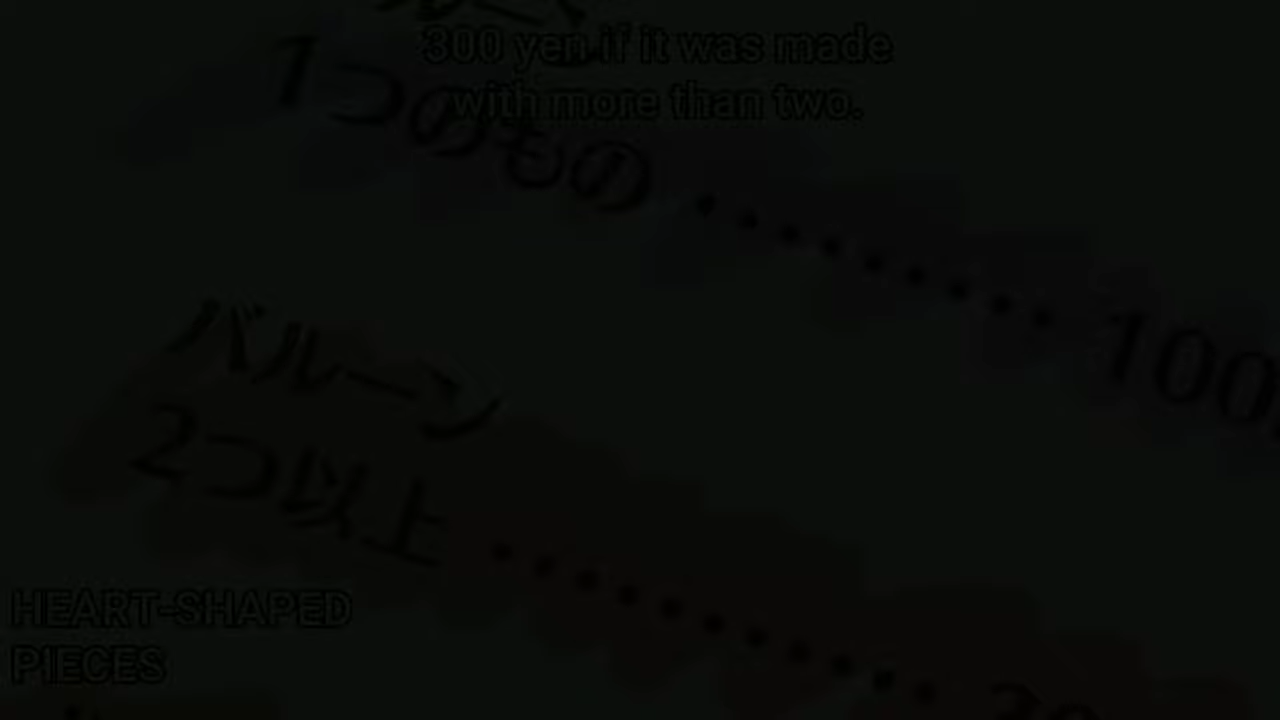 300 yen if it was made
with more than two.
1つのもの ········· 100
バルーン
2つ以上 ···········
HEART-SHAPED
PIECES